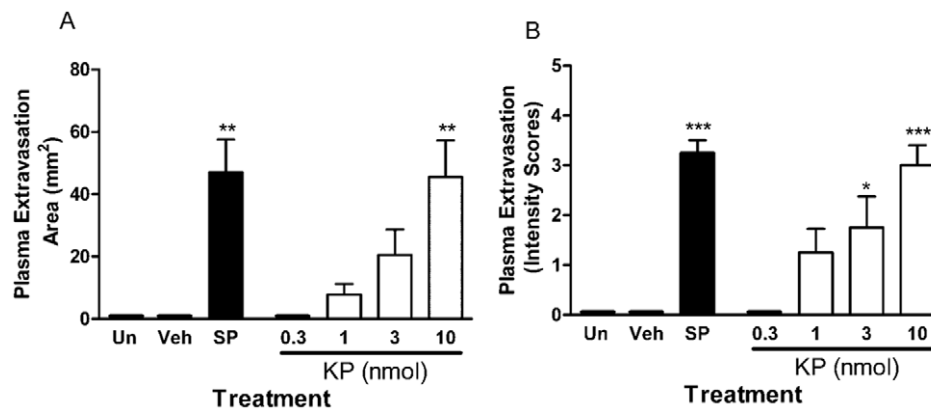 A
Plasma Extravasation
Area (mm²)
80
60
40
20
0
**
**
Un Veh SP 0.3 1 3 10
KP (nmol)
Treatment
B
Plasma Extravasation
(Intensity Scores)
5
4
3
2
1
0
***
*
***
Un Veh SP 0.3 1 3 10
KP (nmol)
Treatment